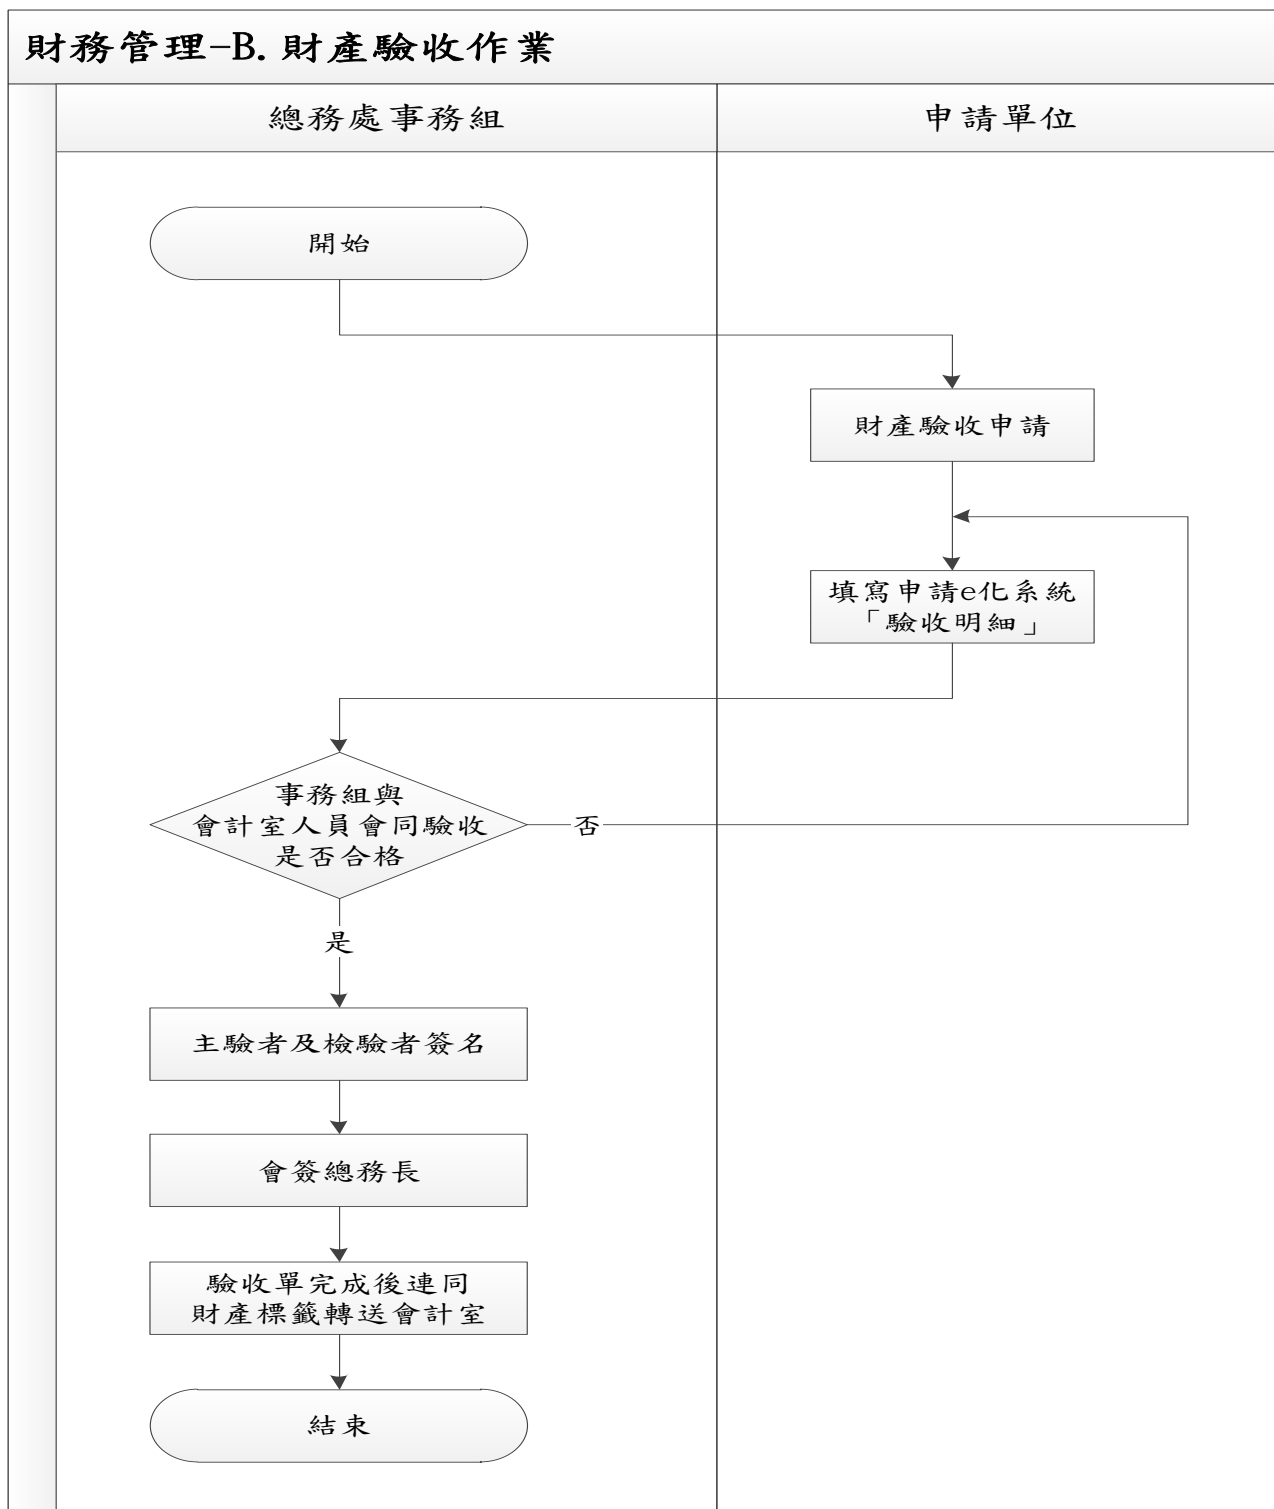 財務管理-B.財產驗收作業
總務處事務組
申請單位
開始
財產驗收申請
填寫申請e化系統
「驗收明細」
事務組與
會計室人員會同驗收
是否合格
否
是
主驗者及檢驗者簽名
會簽總務長
驗收單完成後連同
財產標籤轉送會計室
結束